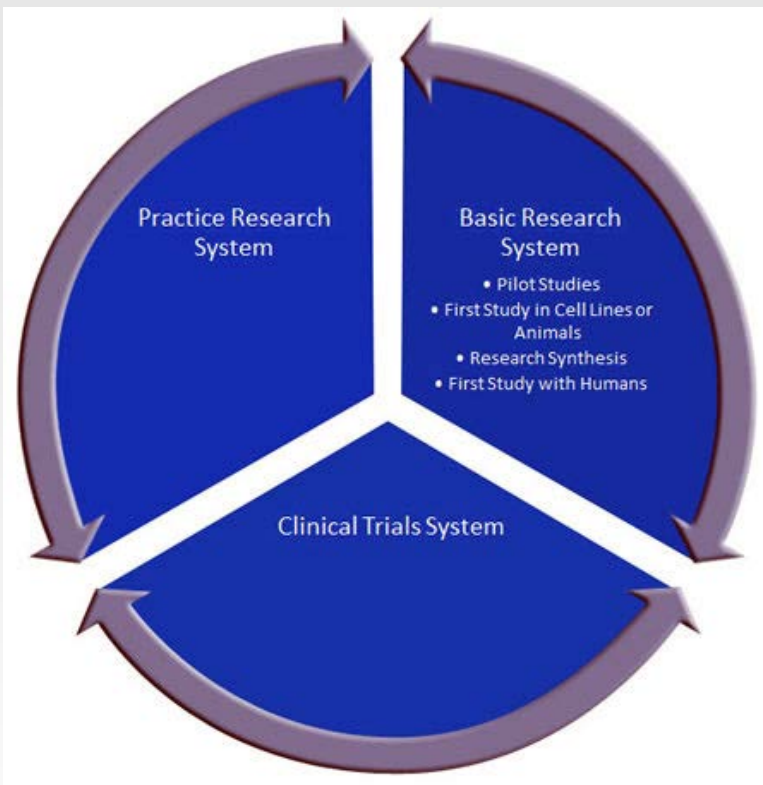 Practice Research
System
Basic Research
System
• Pilot Studies
• First Study in Cell Lines or
Animals
• Research Synthesis
• First Study with Humans
Clinical Trials System